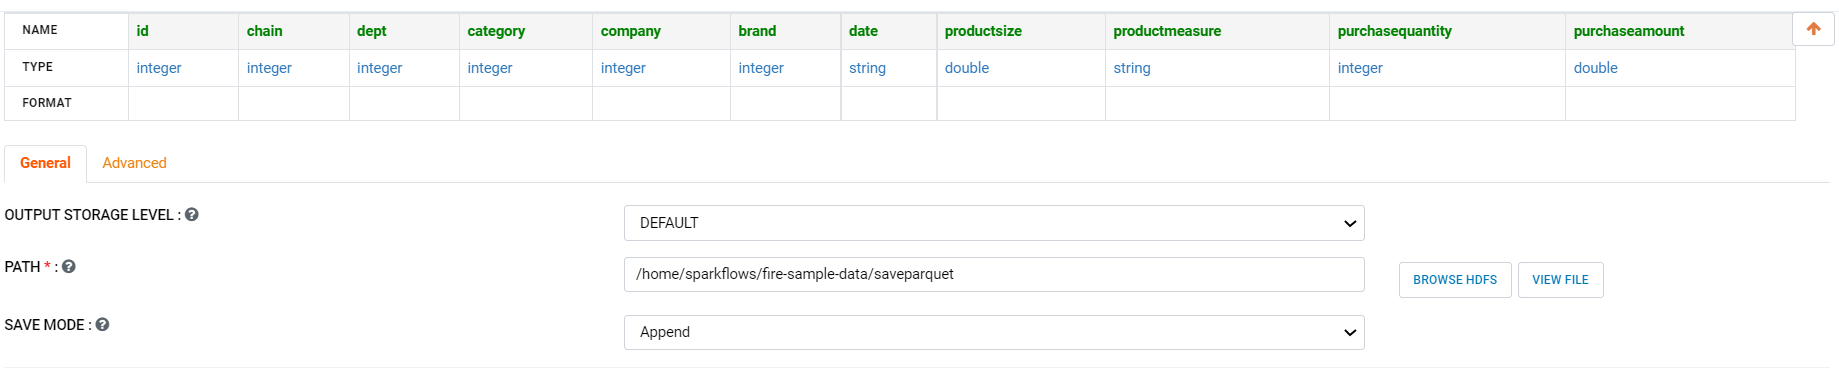 NAME id chain dept category company brand date productsize productmeasure purchasequantity purchaseamount
TYPE integer integer integer integer integer integer string double string integer double
FORMAT
General Advanced
OUTPUT STORAGE LEVEL : ? DEFAULT
PATH * : ? /home/sparkflows/fire-sample-data/saveparquet BROWSE HDFS VIEW FILE
SAVE MODE : ? Append